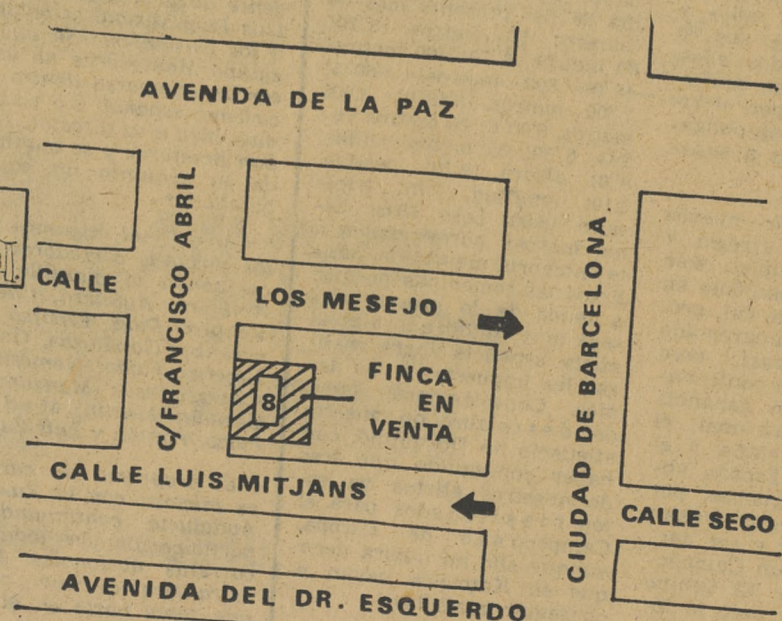 AVENIDA DE LA PAZ
C/FRANCISCO ABRIL
CALLE
LOS MESEJO
CIUDAD DE BARCELONA
8
FINCA
EN
VENTA
CALLE LUIS MITJANS
CALLE SECO
AVENIDA DEL DR. ESQUERDO